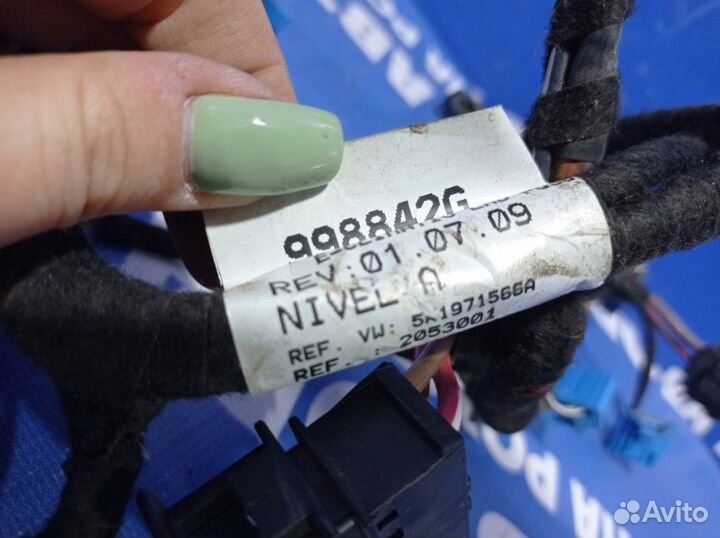 998842G
REV:01.07.09
NIVEL A
REF. VW: 5K1971566A
REF. : 2053001
Avito